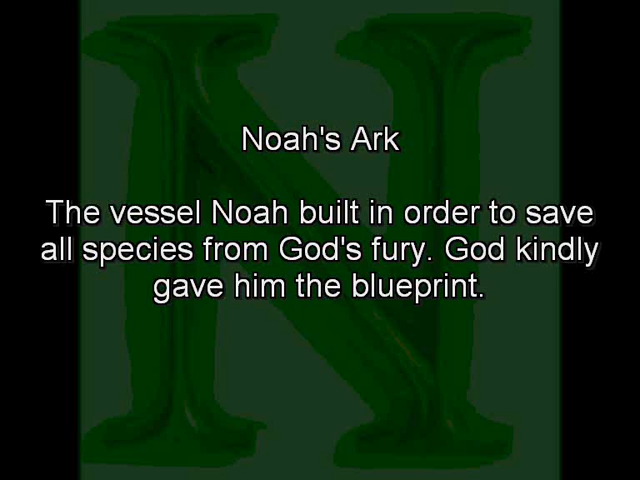 N
Noah's Ark
The vessel Noah built in order to save
all species from God's fury. God kindly
gave him the blueprint.